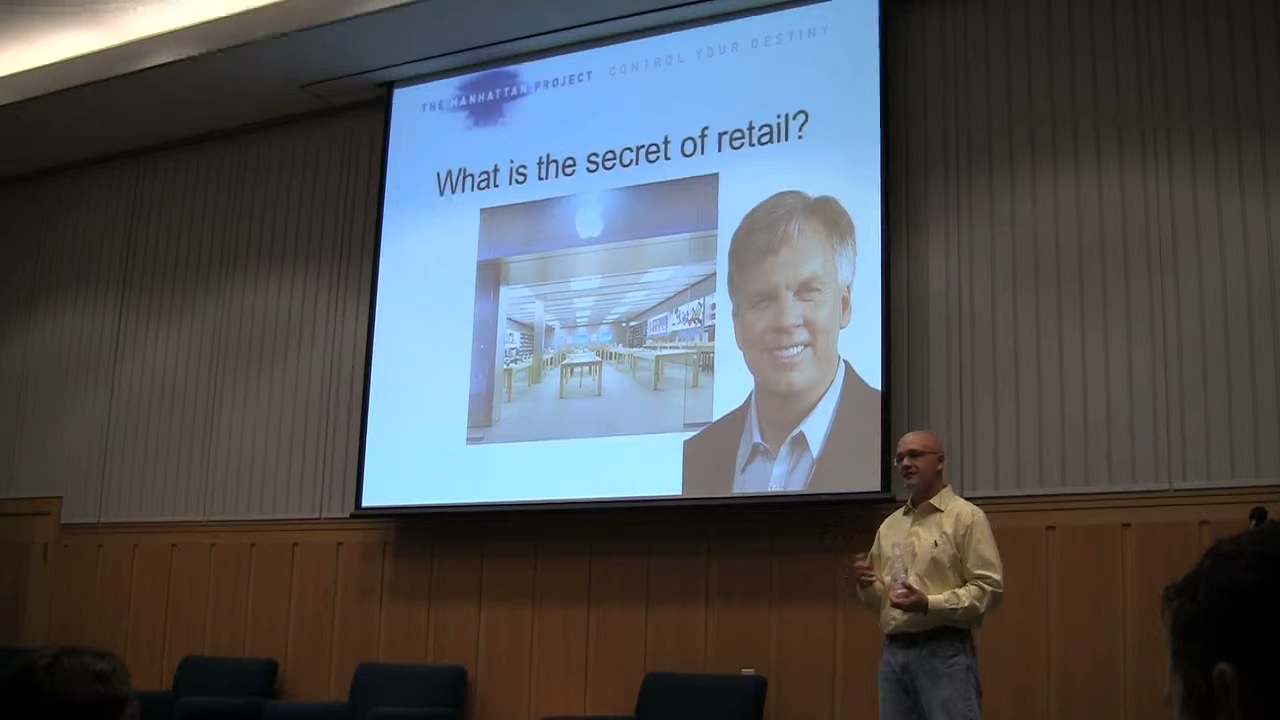 THE MANHATTAN PROJECT CONTROL YOUR DESTINY
What is the secret of retail?